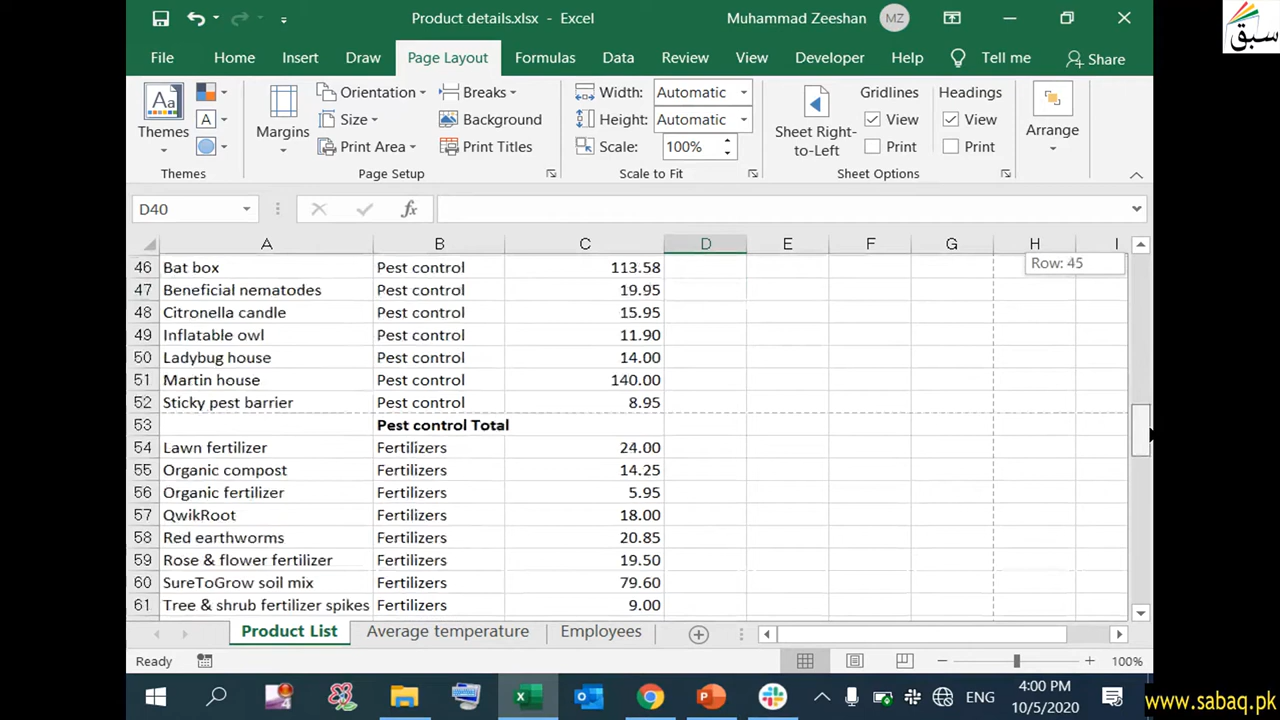 Product details.xlsx - Excel
Muhammad Zeeshan MZ
سبق
File Home Insert Draw Page Layout Formulas Data Review View Developer Help Tell me Share
Themes
Margins
Orientation
Size
Print Area
Breaks
Background
Print Titles
Width: Automatic
Height: Automatic
Scale: 100%
Sheet Right-to-Left
Gridlines
View
Print
Headings
View
Print
Arrange
Themes Page Setup Scale to Fit Sheet Options
D40 fx
A B C D E F G H I
Row: 45
46 Bat box Pest control 113.58
47 Beneficial nematodes Pest control 19.95
48 Citronella candle Pest control 15.95
49 Inflatable owl Pest control 11.90
50 Ladybug house Pest control 14.00
51 Martin house Pest control 140.00
52 Sticky pest barrier Pest control 8.95
53 Pest control Total
54 Lawn fertilizer Fertilizers 24.00
55 Organic compost Fertilizers 14.25
56 Organic fertilizer Fertilizers 5.95
57 QwikRoot Fertilizers 18.00
58 Red earthworms Fertilizers 20.85
59 Rose & flower fertilizer Fertilizers 19.50
60 SureToGrow soil mix Fertilizers 79.60
61 Tree & shrub fertilizer spikes Fertilizers 9.00
Product List Average temperature Employees
Ready 100%
ENG 4:00 PM
10/5/2020
www.sabaq.pk